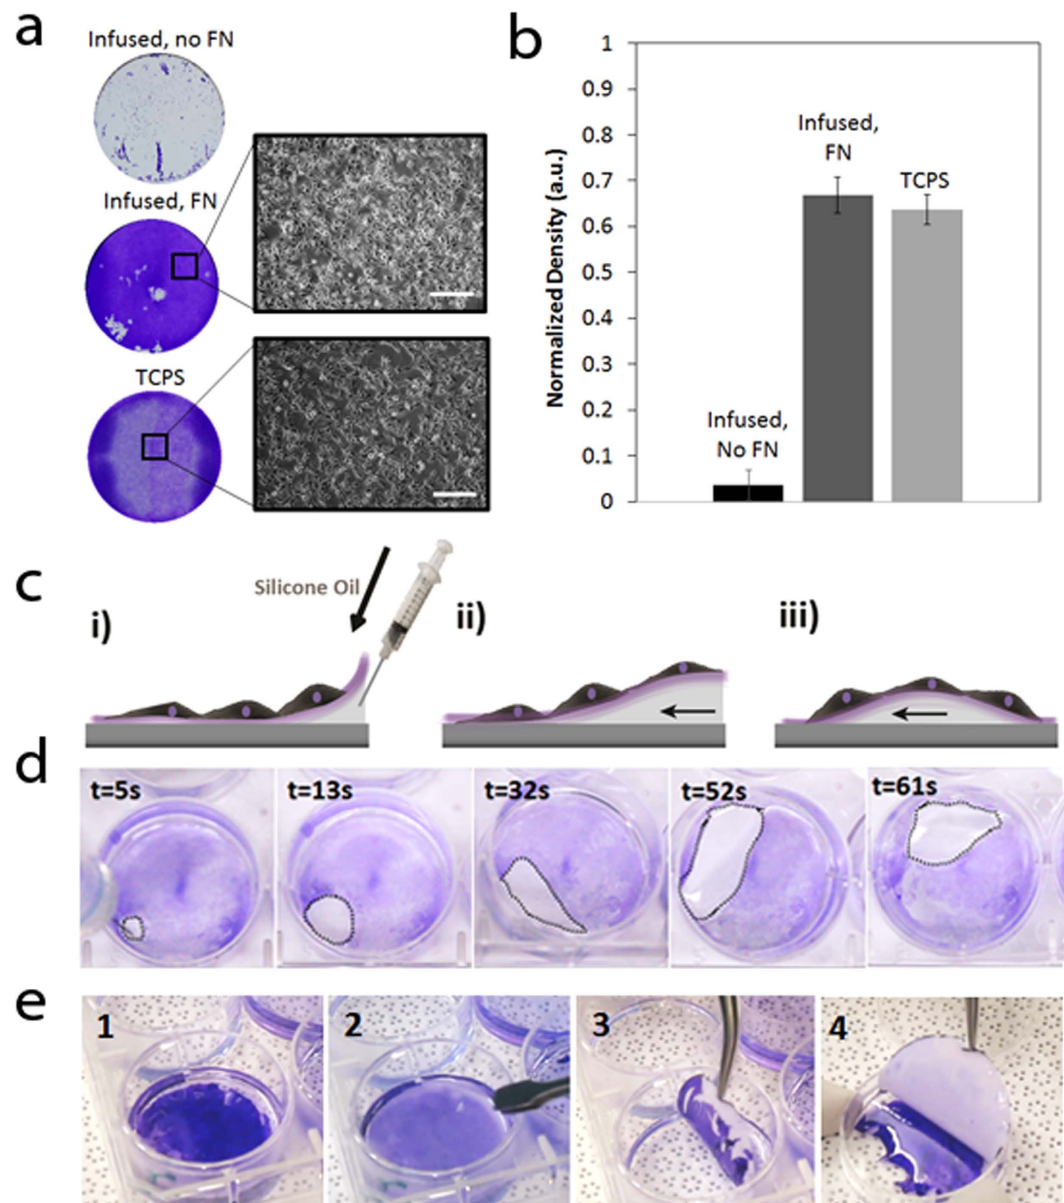 a
Infused, no FN
Infused, FN
TCPS
b
Normalized Density (a.u.)
1
0.9
0.8
0.7
0.6
0.5
0.4
0.3
0.2
0.1
0
Infused,
No FN
Infused,
FN
TCPS
c
i)
Silicone Oil
ii)
iii)
d
t=5s
t=13s
t=32s
t=52s
t=61s
e
1
2
3
4